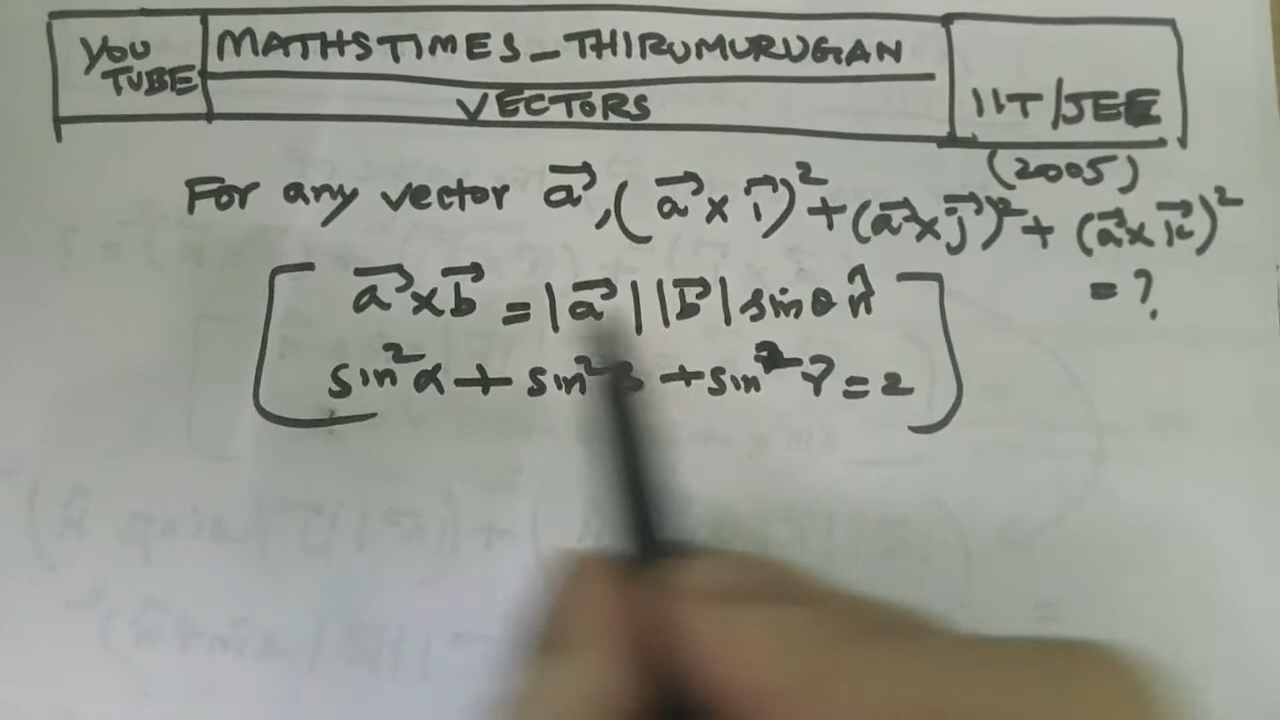 YOU TUBE
MATHSTIMES_THIRUMURUGAN
VECTORS
IIT/JEE
(2005)
For any vector a⃗, (a⃗ × i⃗)² + (a⃗ × j⃗)² + (a⃗ × k⃗)²
= ?
a⃗ × b⃗ = |a⃗| |b⃗| sin θ n̂
sin²α + sin²β + sin²γ = 2